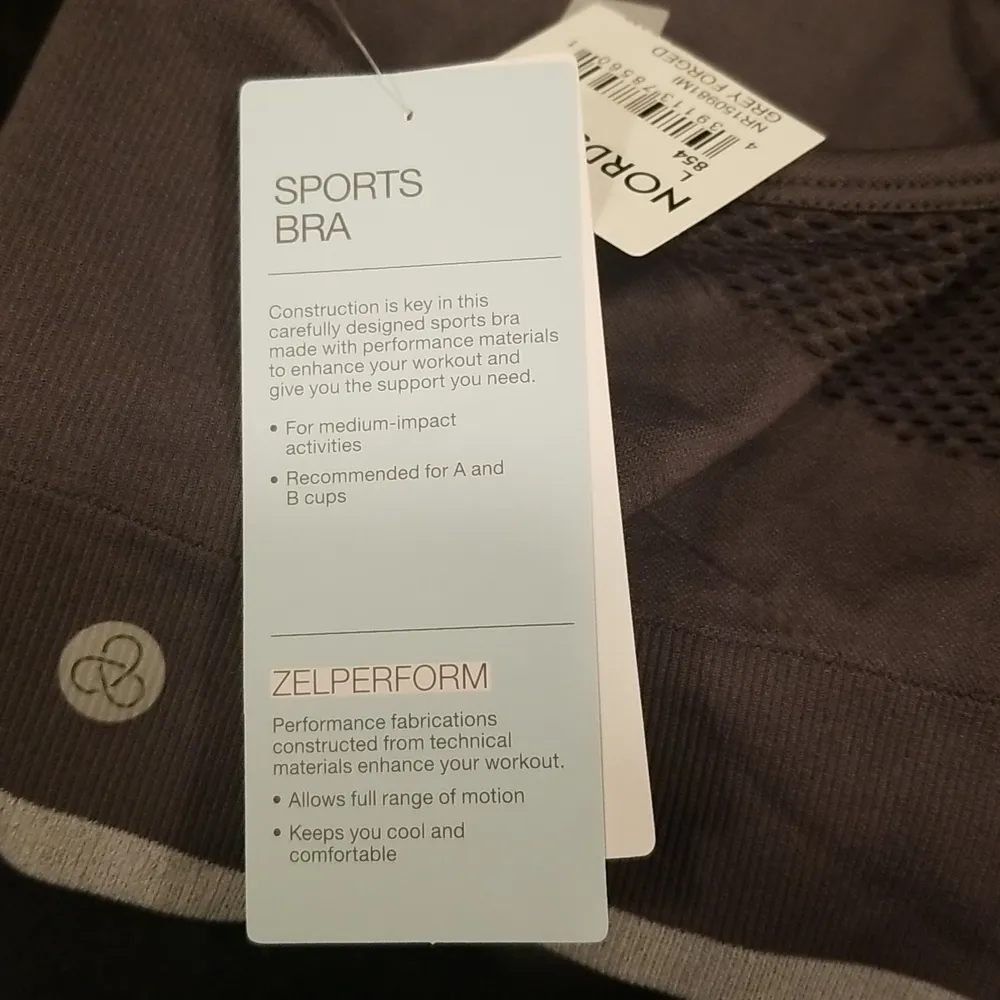 SPORTS
BRA
Construction is key in this
carefully designed sports bra
made with performance materials
to enhance your workout and
give you the support you need.
• For medium-impact
activities
• Recommended for A and
B cups
ZELPERFORM
Performance fabrications
constructed from technical
materials enhance your workout.
• Allows full range of motion
• Keeps you cool and
comfortable
NORDS
854
L
NR150981MI
GREY FORGED